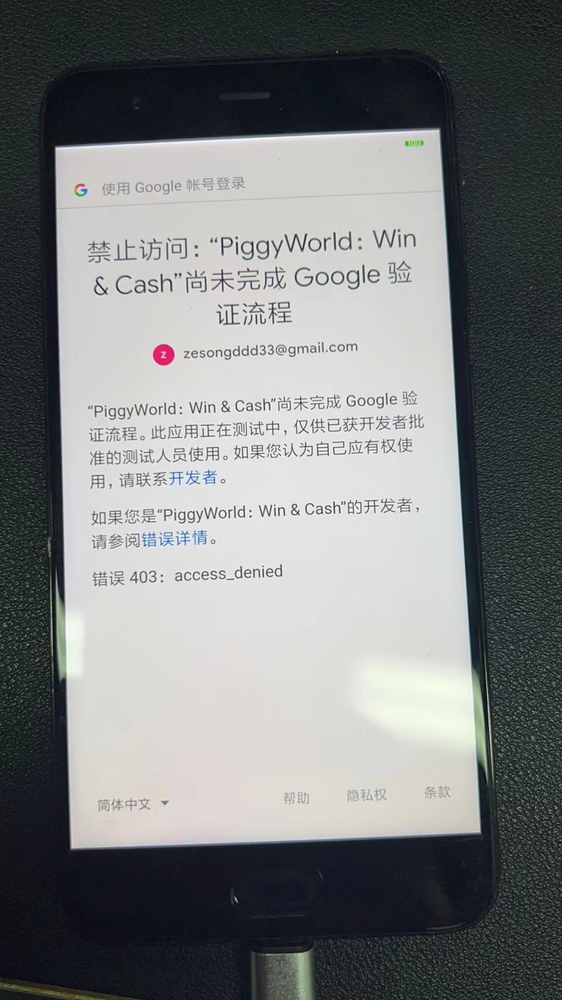 100
使用 Google 帐号登录
禁止访问：“PiggyWorld：Win
& Cash”尚未完成 Google 验
证流程
z zesongddd33@gmail.com
“PiggyWorld：Win & Cash”尚未完成 Google 验
证流程。此应用正在测试中，仅供已获开发者批
准的测试人员使用。如果您认为自己应有权使
用，请联系开发者。
如果您是“PiggyWorld：Win & Cash”的开发者，
请参阅错误详情。
错误 403：access_denied
简体中文 帮助 隐私权 条款